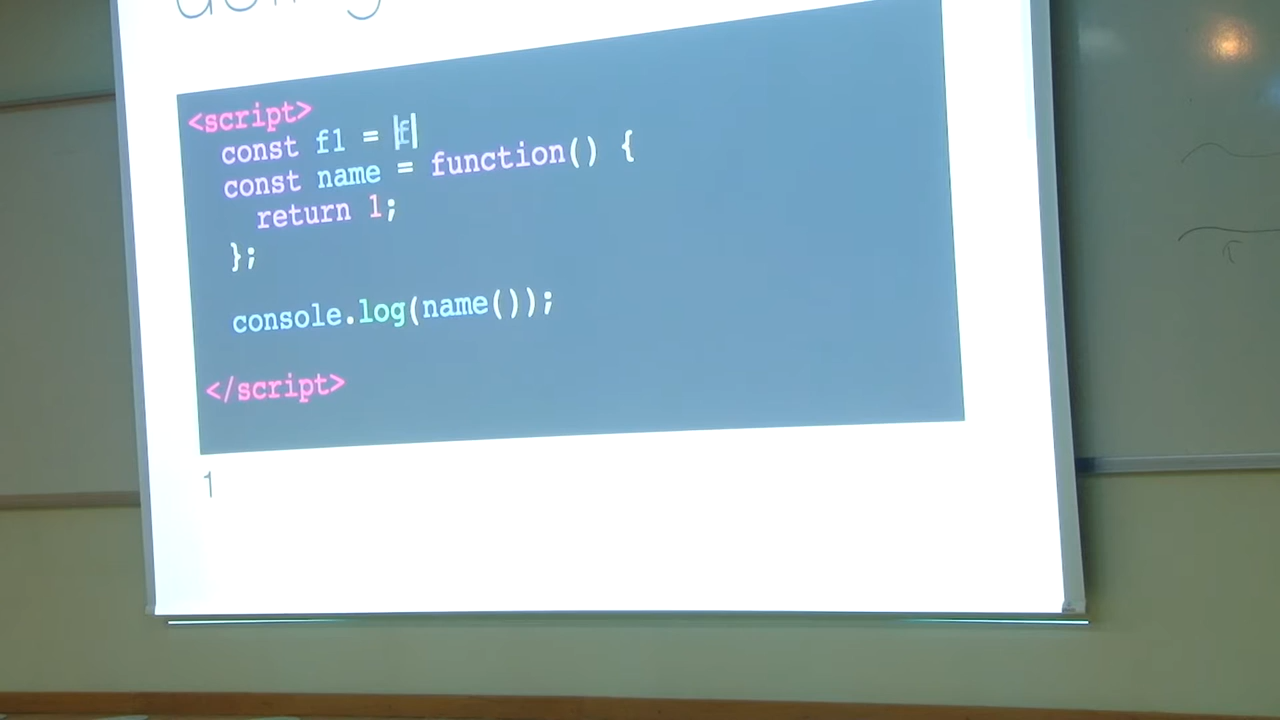 <script>
const f1 = f
const name = function() {
return 1;
};
console.log(name());
</script>
1